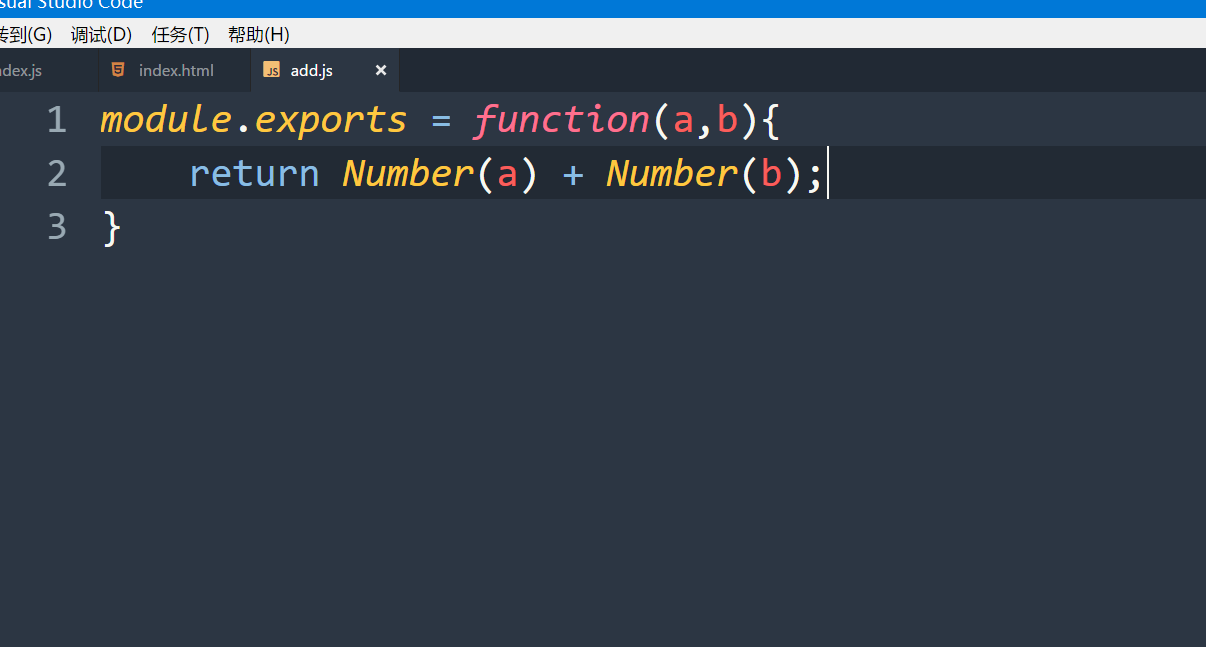 sual Studio Code
转到(G) 调试(D) 任务(T) 帮助(H)
ndex.js index.html add.js
1 module.exports = function(a,b){
2 return Number(a) + Number(b);
3 }